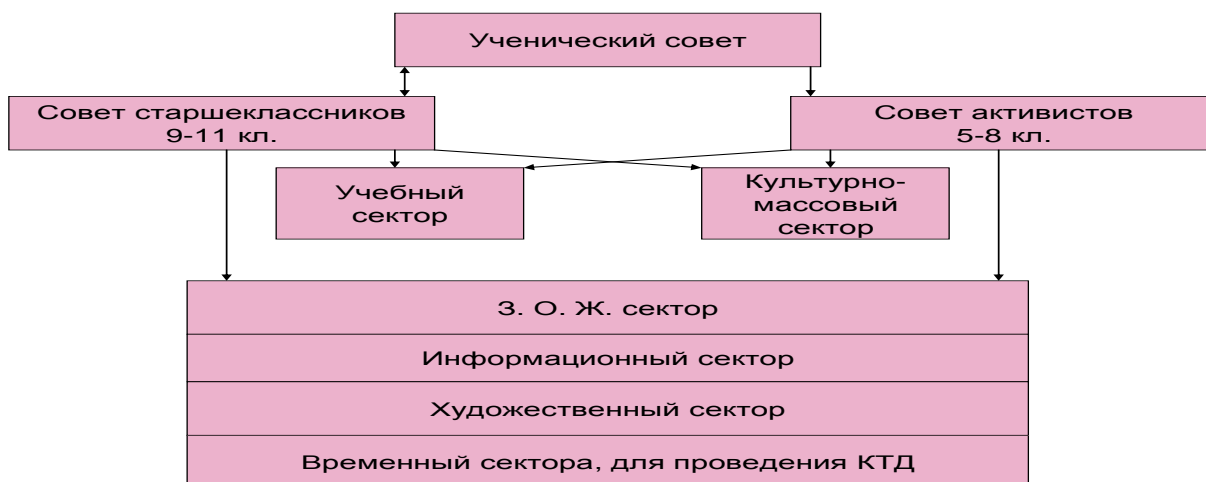 Ученический совет
Совет старшеклассников
9-11 кл.
Совет активистов
5-8 кл.
Учебный
сектор
Культурно-
массовый
сектор
З. О. Ж. сектор
Информационный сектор
Художественный сектор
Временный сектора, для проведения КТД